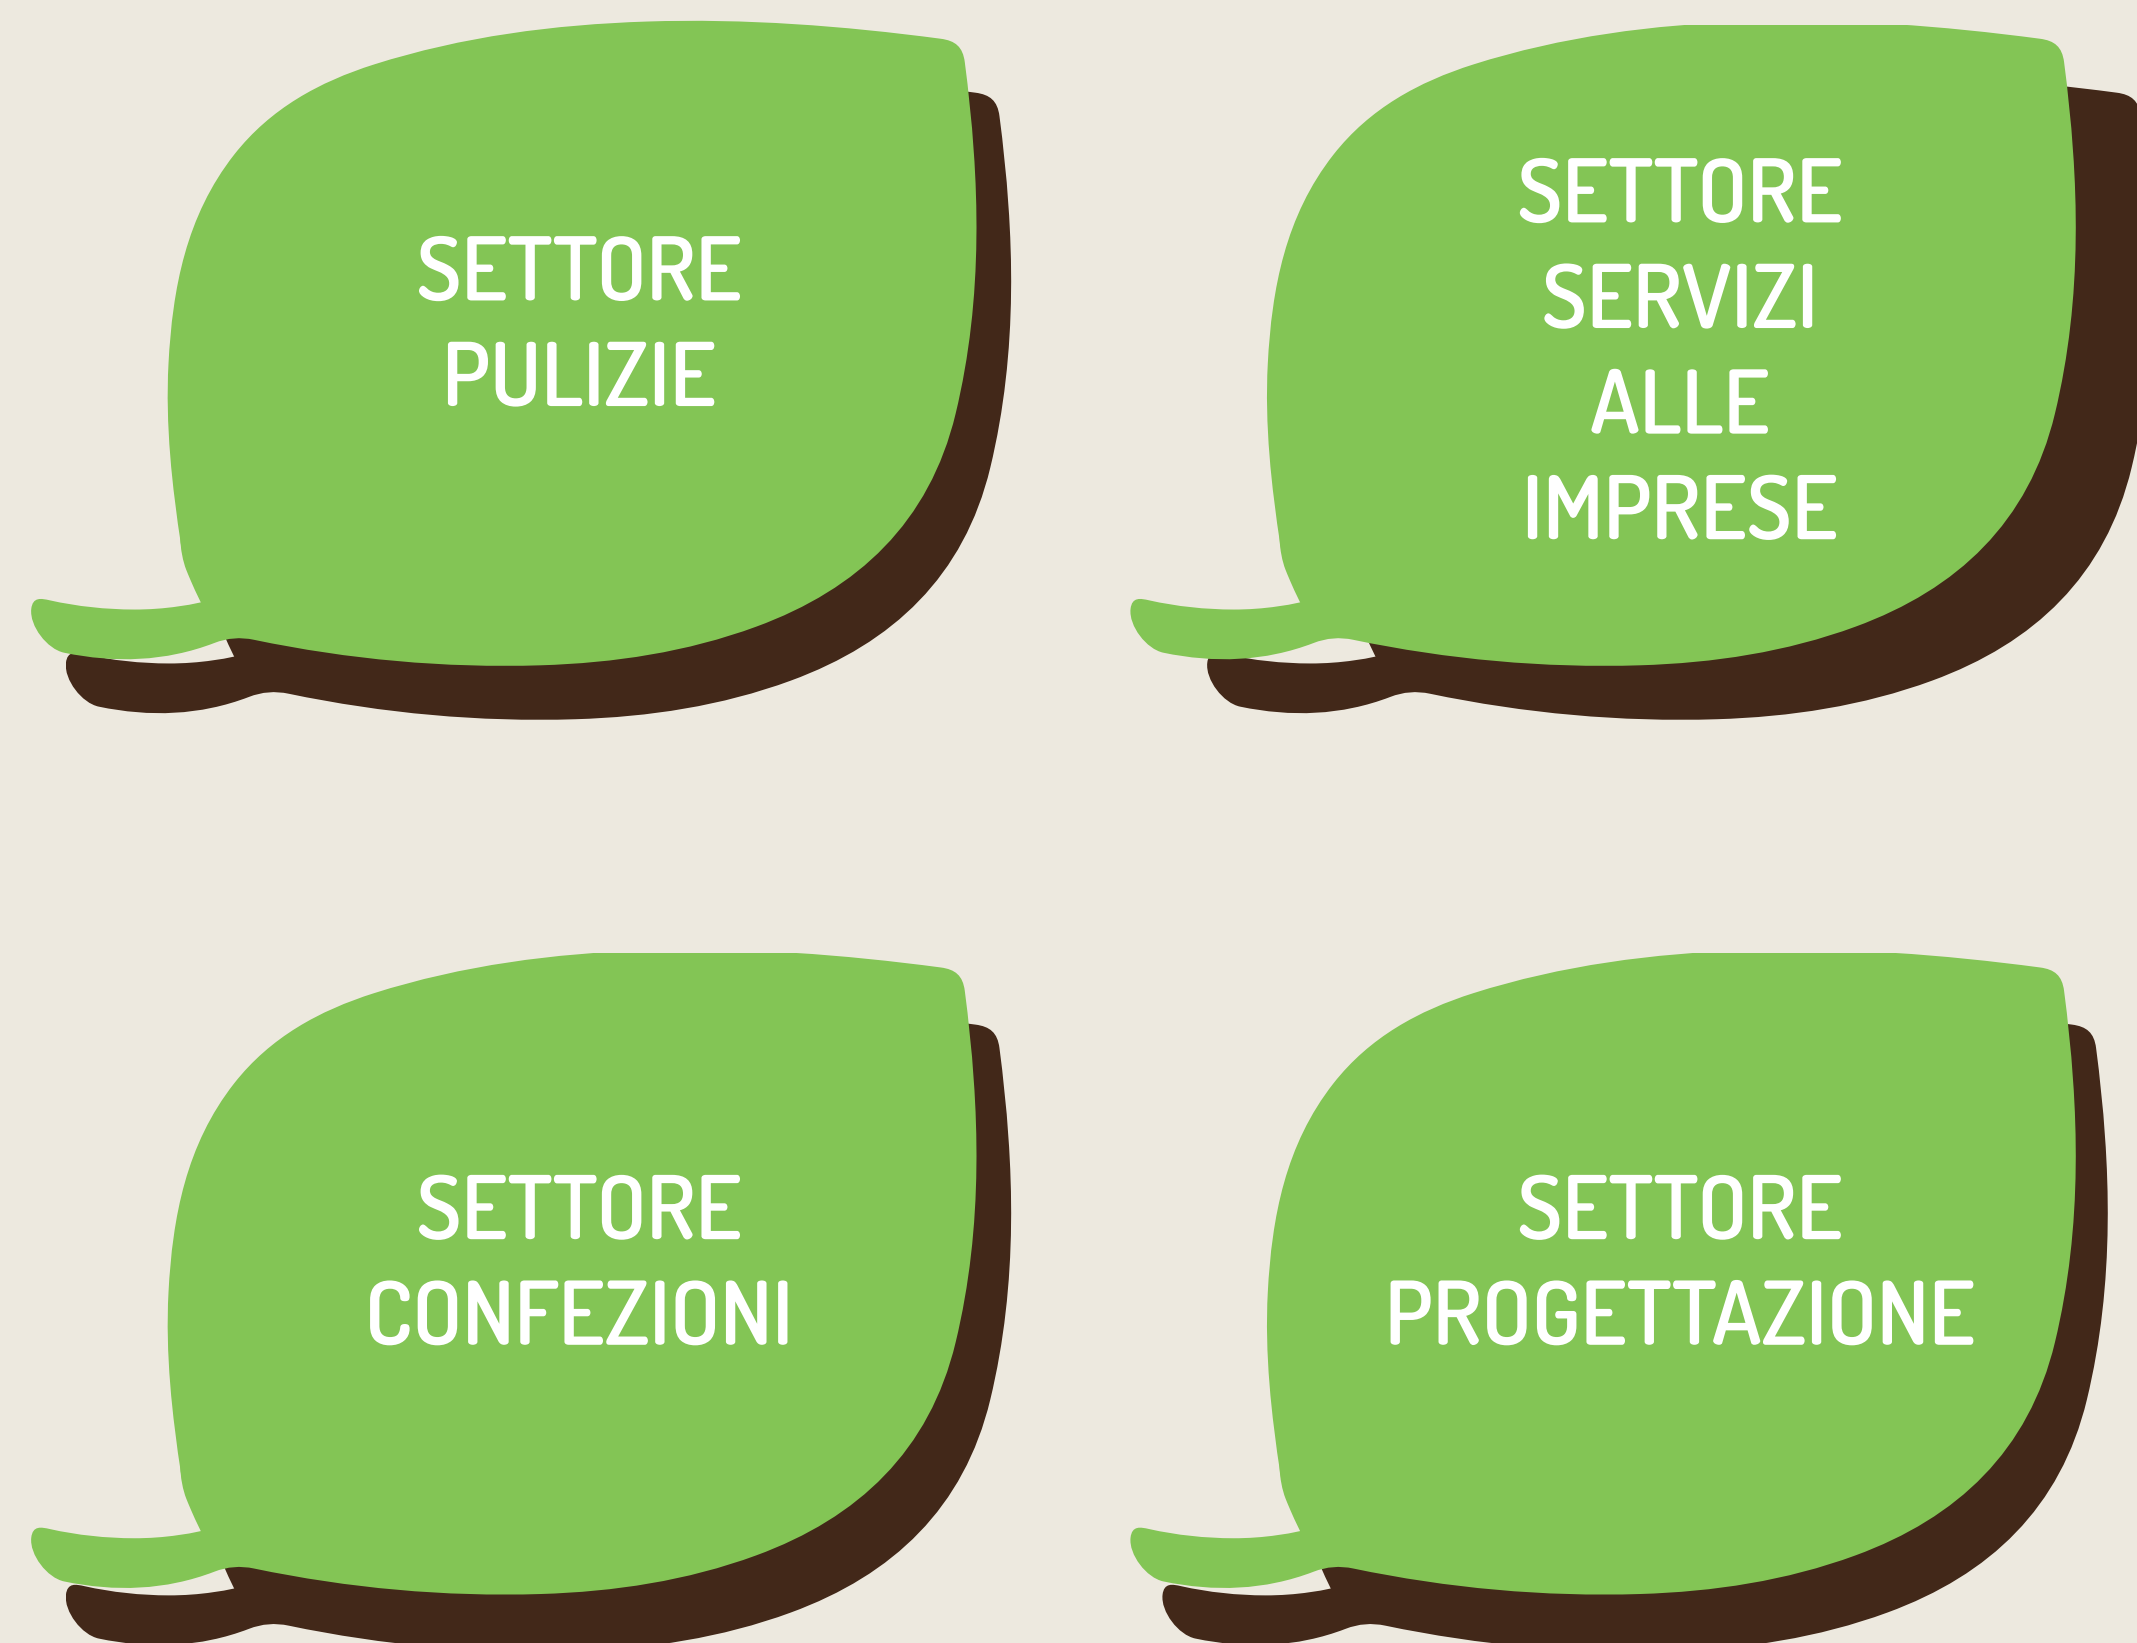 SETTORE
PULIZIE
SETTORE
SERVIZI
ALLE
IMPRESE
SETTORE
CONFEZIONI
SETTORE
PROGETTAZIONE